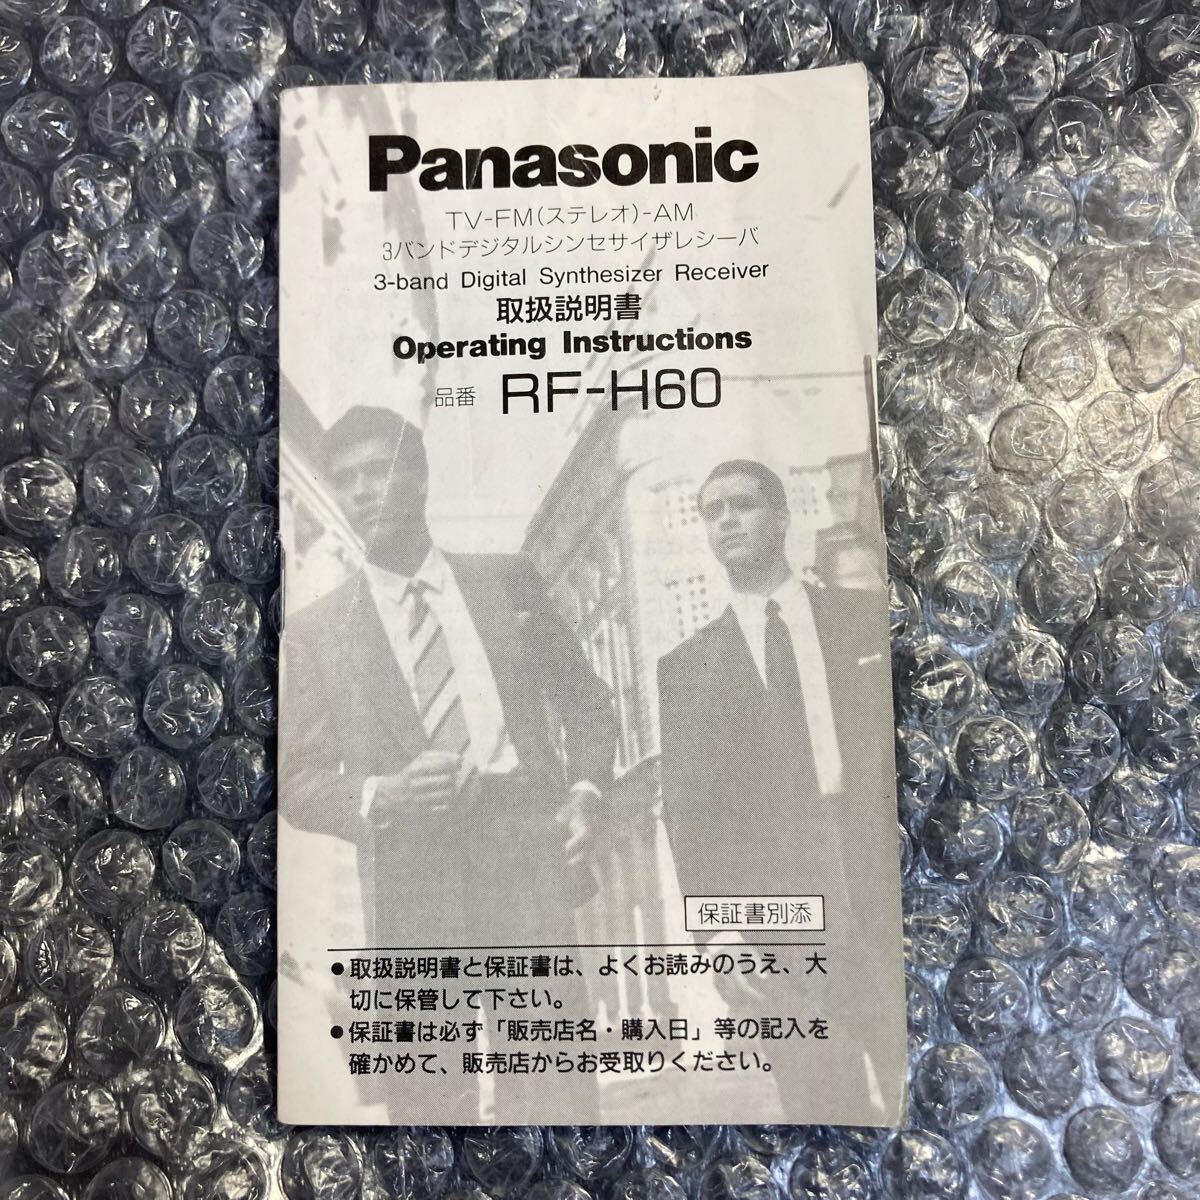 Panasonic
TV-FM(ステレオ)-AM
3バンドデジタルシンセサイザレシーバ
3-band Digital Synthesizer Receiver
取扱説明書
Operating Instructions
品番 RF-H60
保証書別添
●取扱説明書と保証書は、よくお読みのうえ、大
切に保管して下さい。
●保証書は必ず「販売店名・購入日」等の記入を
確かめて、販売店からお受取りください。